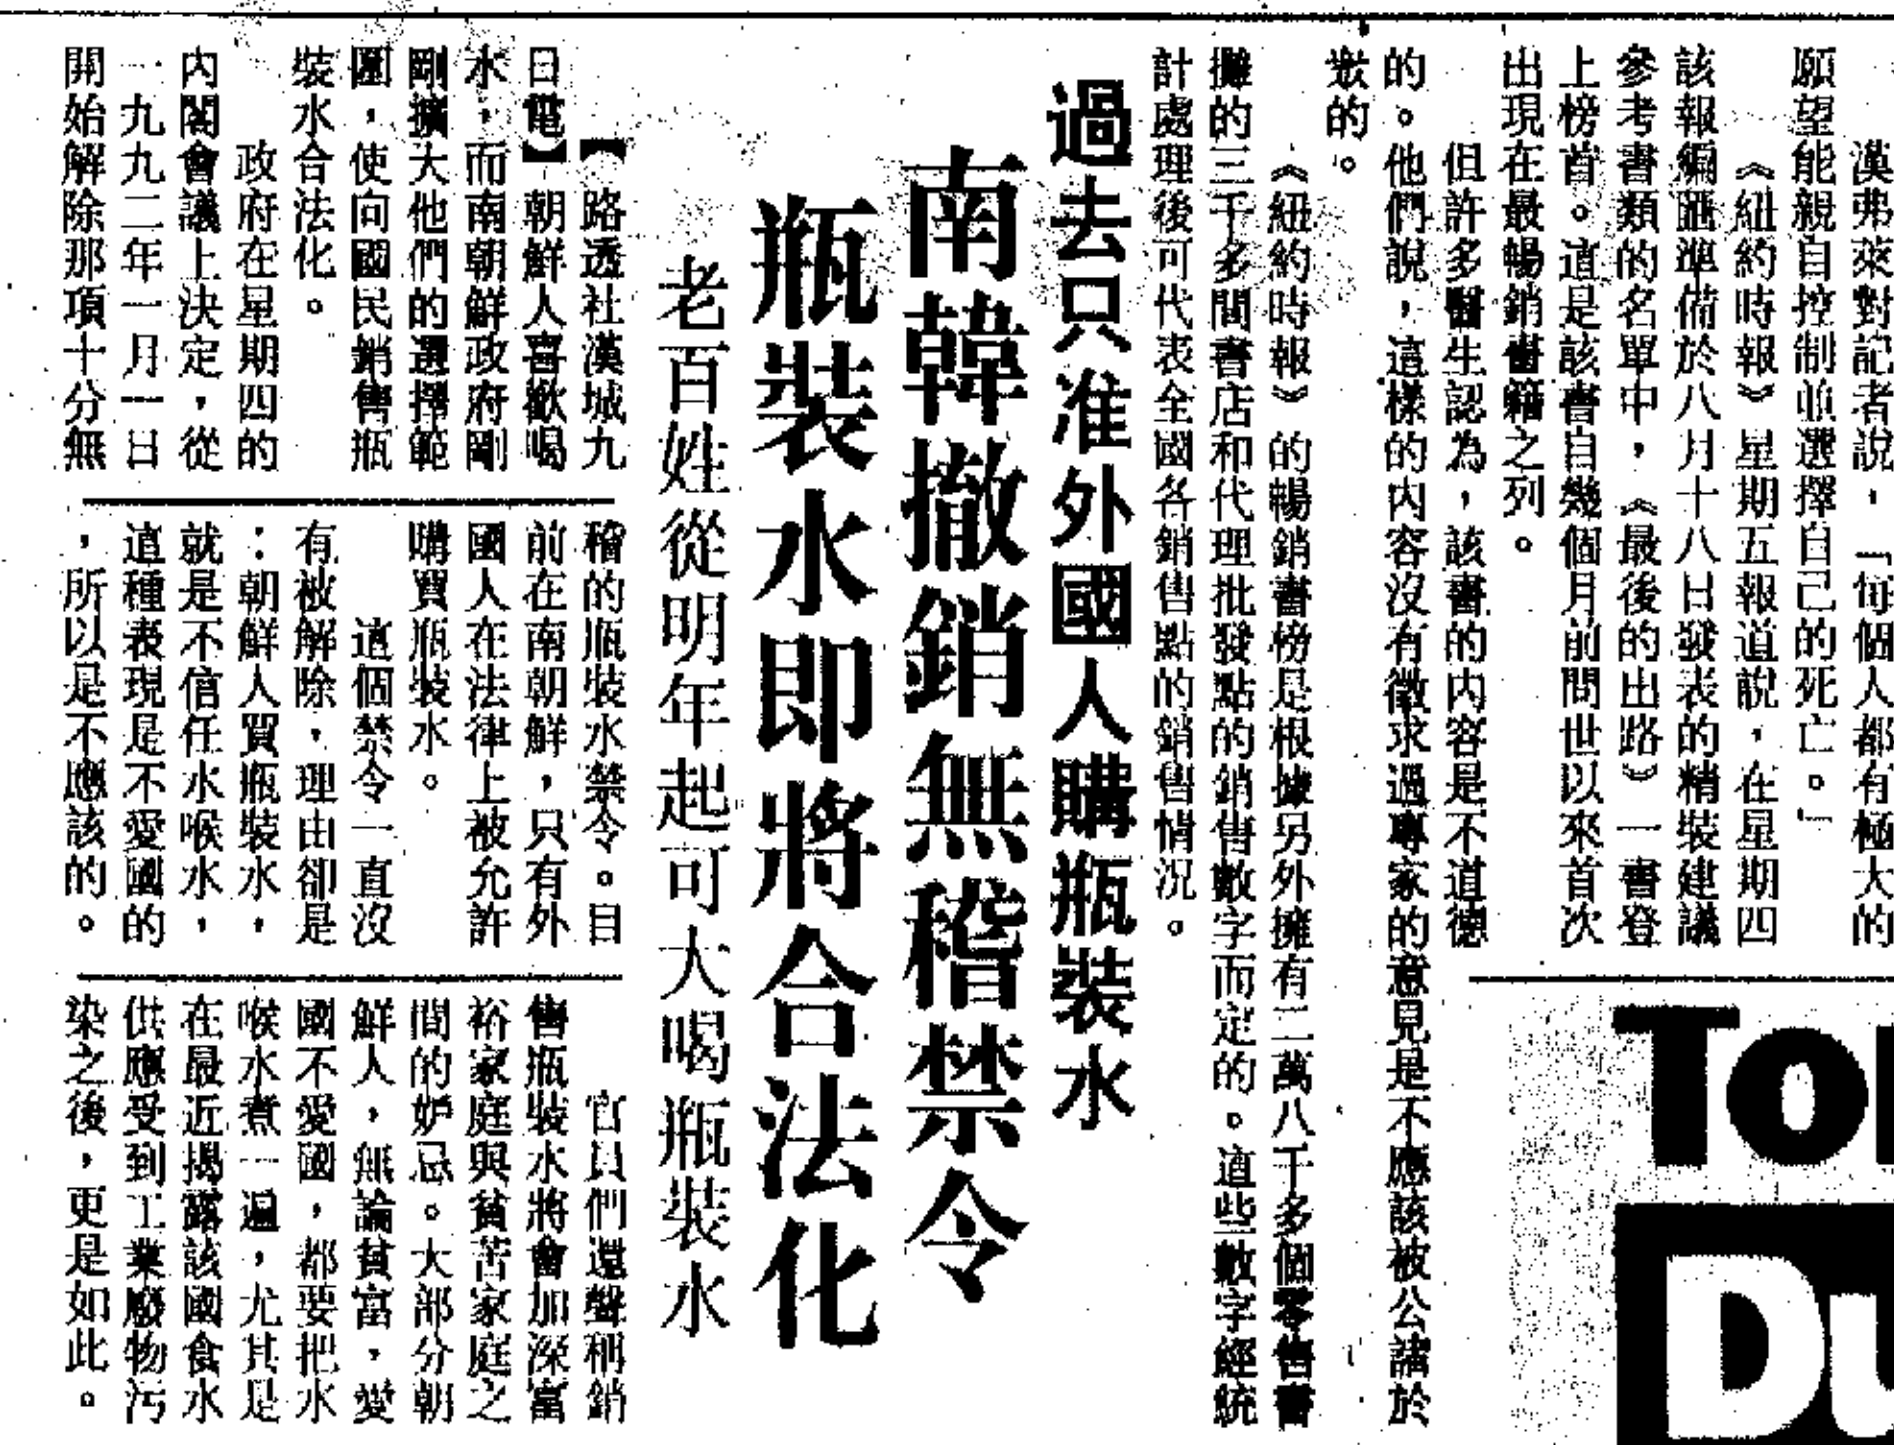 漢弗萊對記者說，「每個人都有極大的
願望能親自控制並選擇自己的死亡。」
《紐約時報》星期五報道說，在星期四
該報編匯準備於八月十八日發表的精裝建議
參考書類的名單中，《最後的出路》一書登
上榜首。這是該書自幾個月前問世以來首次
出現在最暢銷書籍之列。
但許多醫生認為，該書的內容是不道德
的。他們說，這樣的內容沒有徵求過專家的意見是不應該被公諸於
衆的。
《紐約時報》的暢銷書榜是根據另外擁有二萬八千多個零售書
攤的三千多間書店和代理批發點的銷售數字而定的。這些數字經統
計處理後可代表全國各銷售點的銷售情況。
過去只准外國人購瓶裝水
南韓撤銷無稽禁令
瓶裝水即將合法化
老百姓從明年起可大喝瓶裝水
【路透社漢城九
日電】朝鮮人喜歡喝
水，而南朝鮮政府剛
剛擴大他們的選擇範
圍，使向國民銷售瓶
裝水合法化。
政府在星期四的
內閣會議上決定，從
一九九二年一月一日
開始解除那項十分無
稽的瓶裝水禁令。目
前在南朝鮮，只有外
國人在法律上被允許
購買瓶裝水。
這個禁令一直沒
有被解除，理由卻是
：朝鮮人買瓶裝水，
就是不信任水喉水，
這種表現是不愛國的
，所以是不應該的。
官員們還聲稱銷
售瓶裝水將會加深富
裕家庭與貧苦家庭之
間的妒忌。大部分朝
鮮人，無論貧富，愛
國不愛國，都要把水
喉水煮一遍，尤其是
在最近揭露該國食水
供應受到工業廢物污
染之後，更是如此。